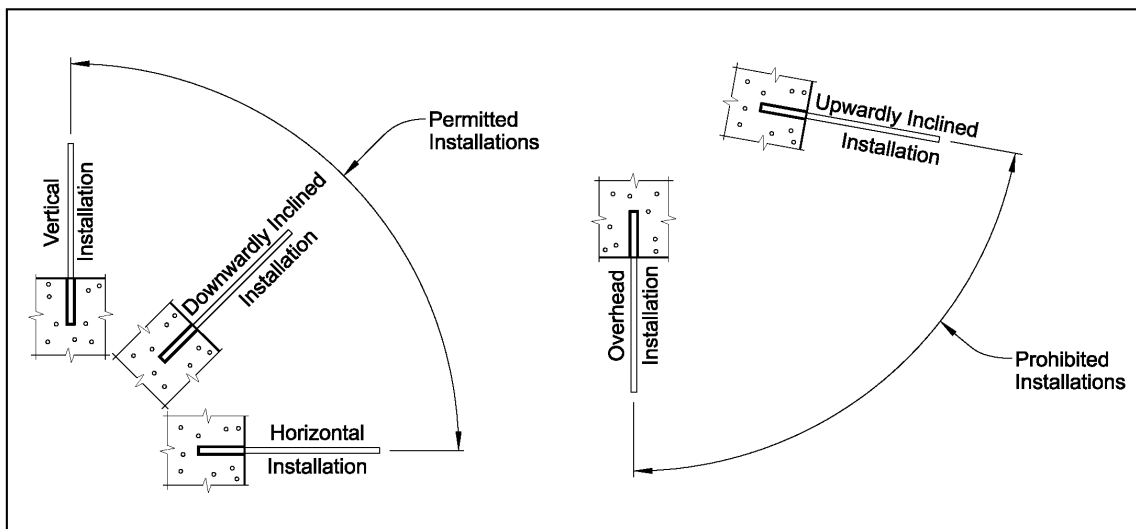 Permitted
Installations
Vertical
Installation
Downwardly Inclined
Installation
Horizontal
Installation
Upwardly Inclined
Installation
Overhead
Installation
Prohibited
Installations